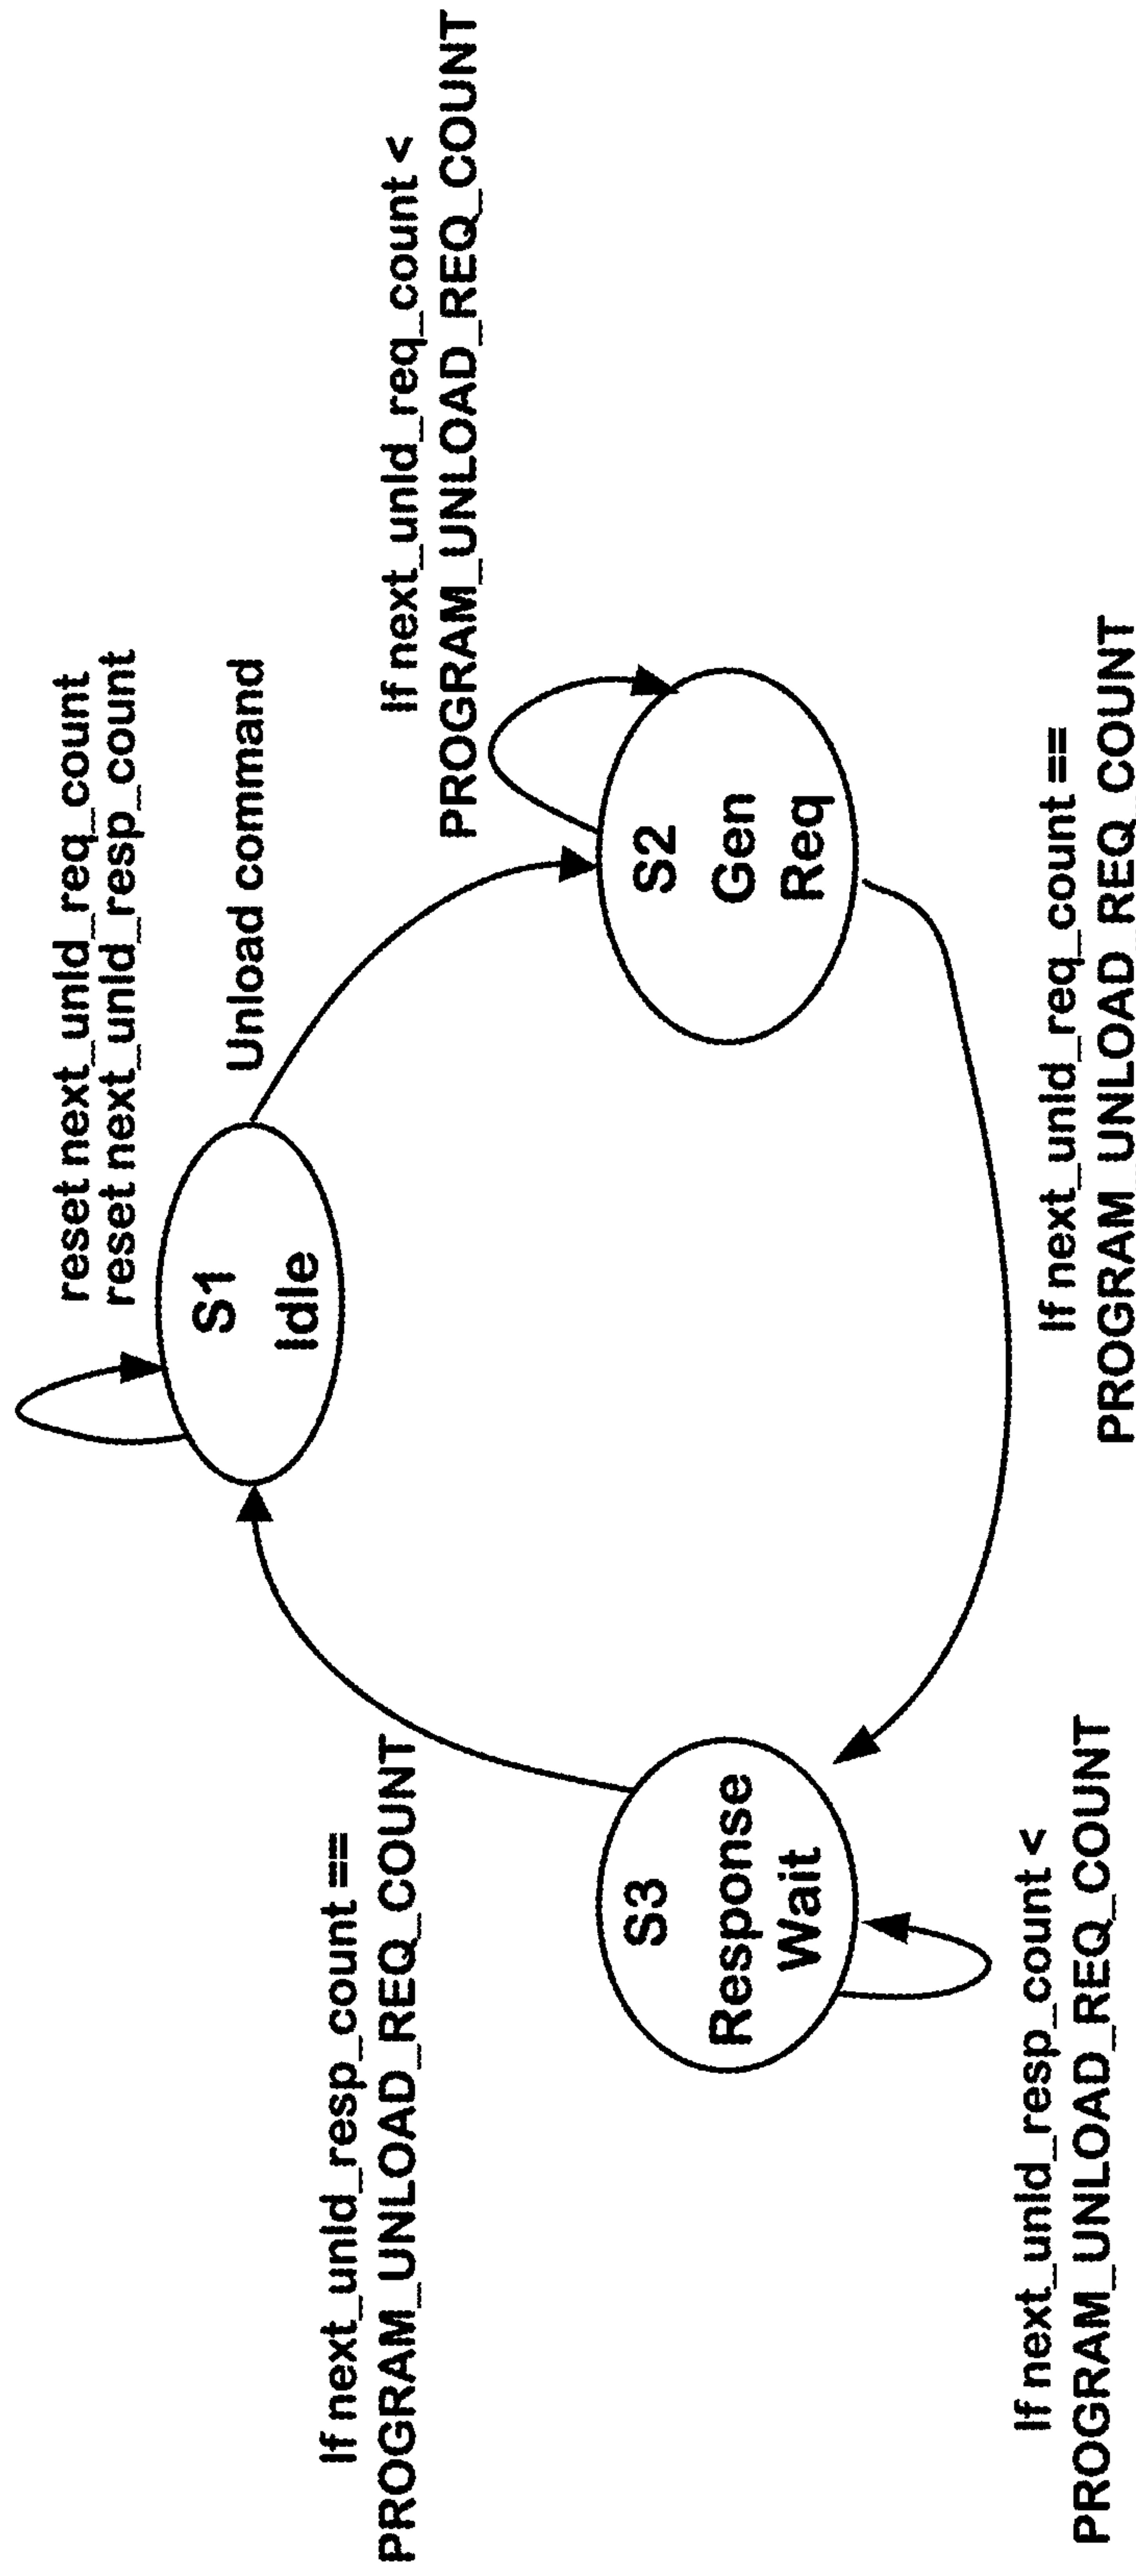 reset next_unld_req_count
reset next_unld_resp_count
S1
Idle
Unload command
If next_unld_req_count <
PROGRAM_UNLOAD_REQ_COUNT
S2
Gen
Req
If next_unld_req_count ==
PROGRAM_UNLOAD_REQ_COUNT
If next_unld_resp_count ==
PROGRAM_UNLOAD_REQ_COUNT
S3
Response
Wait
If next_unld_resp_count <
PROGRAM_UNLOAD_REQ_COUNT